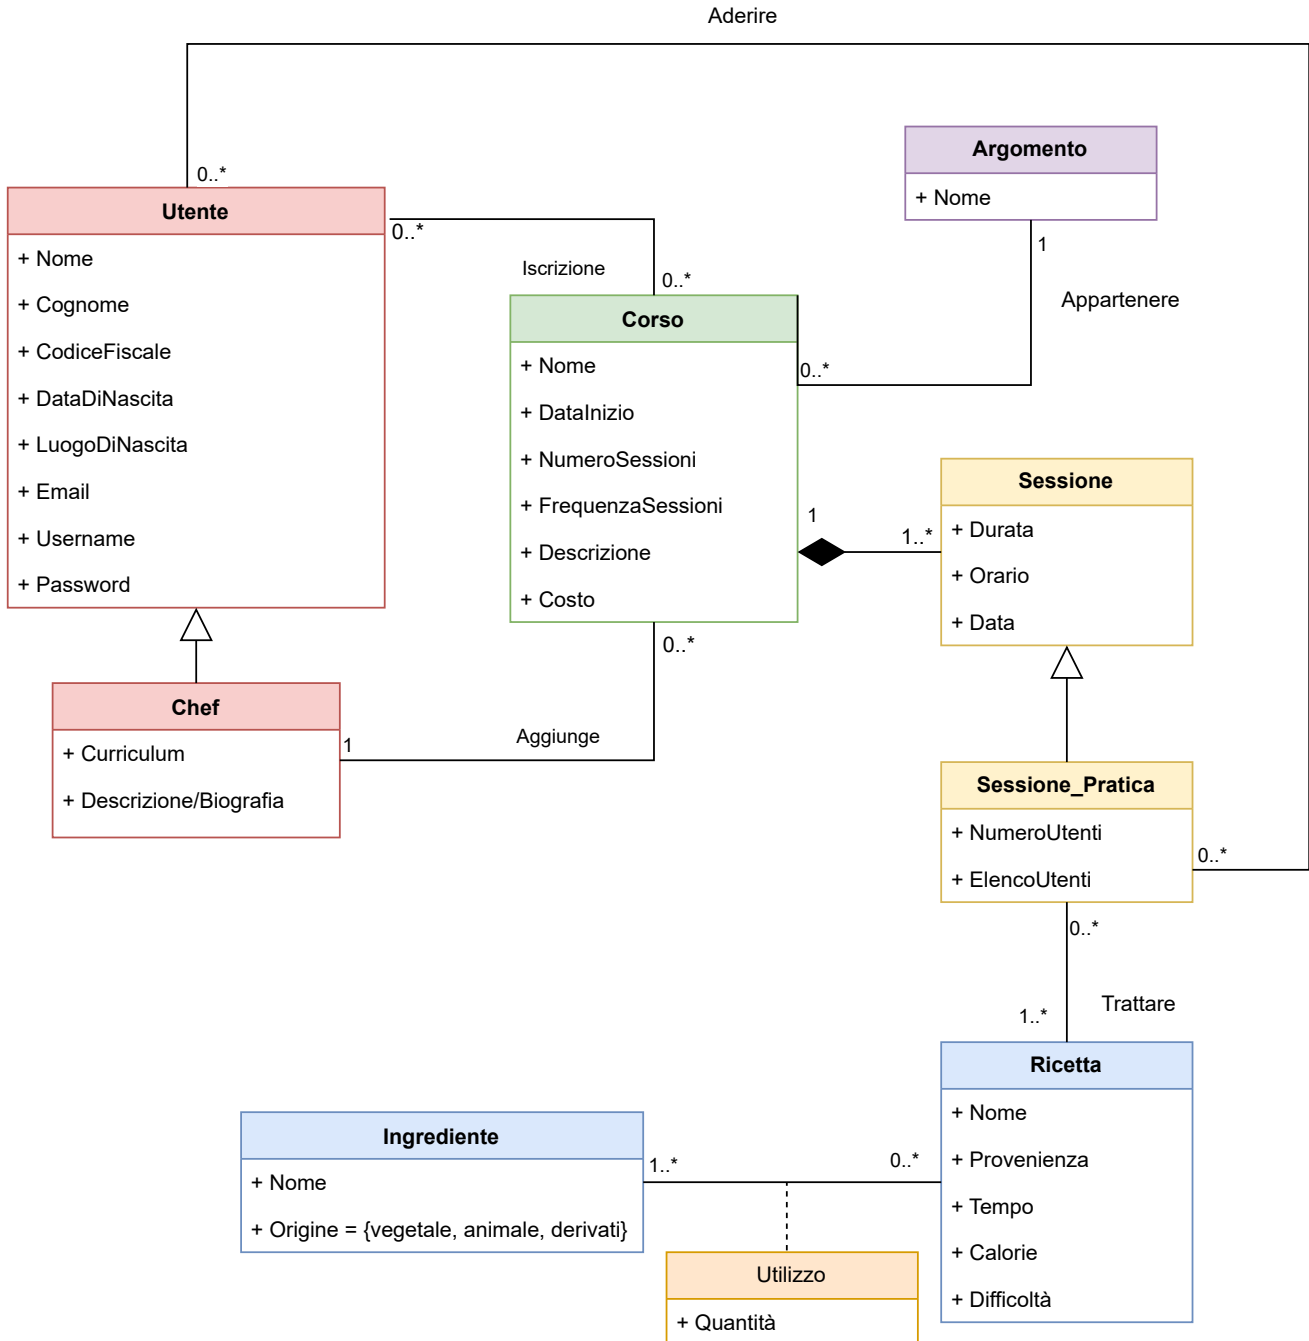 Aderire
0..*
Utente
+ Nome
+ Cognome
+ CodiceFiscale
+ DataDiNascita
+ LuogoDiNascita
+ Email
+ Username
+ Password
0..*
Iscrizione
0..*
Argomento
+ Nome
1
Appartenere
0..*
Corso
+ Nome
+ DataInizio
+ NumeroSessioni
+ FrequenzaSessioni
+ Descrizione
+ Costo
1
1..*
Sessione
+ Durata
+ Orario
+ Data
0..*
Chef
+ Curriculum
+ Descrizione/Biografia
1
Aggiunge
Sessione_Pratica
+ NumeroUtenti
+ ElencoUtenti
0..*
0..*
Trattare
1..*
Ricetta
+ Nome
+ Provenienza
+ Tempo
+ Calorie
+ Difficoltà
Ingrediente
+ Nome
+ Origine = {vegetale, animale, derivati}
1..*
0..*
Utilizzo
+ Quantità